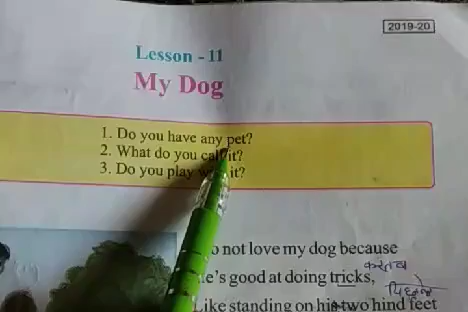 2019-20
Lesson - 11
My Dog
1. Do you have any pet?
2. What do you call it?
3. Do you play it?
o not love my dog because
e's good at doing tricks,
करतब
Like standing on his two hind feet